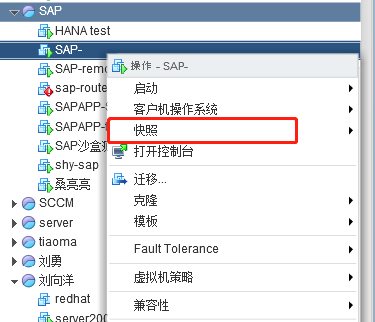 SAP
HANA test
SAP-
SAP-remo
操作 - SAP-
sap-route
启动
SAPAPP-S
客户机操作系统
SAPAPP-
快照
SAP沙盒
打开控制台
shy-sap
桑亮亮
迁移...
SCCM
克隆
server
模板
tiaoma
Fault Tolerance
刘勇
虚拟机策略
刘向洋
redhat
兼容性
server200